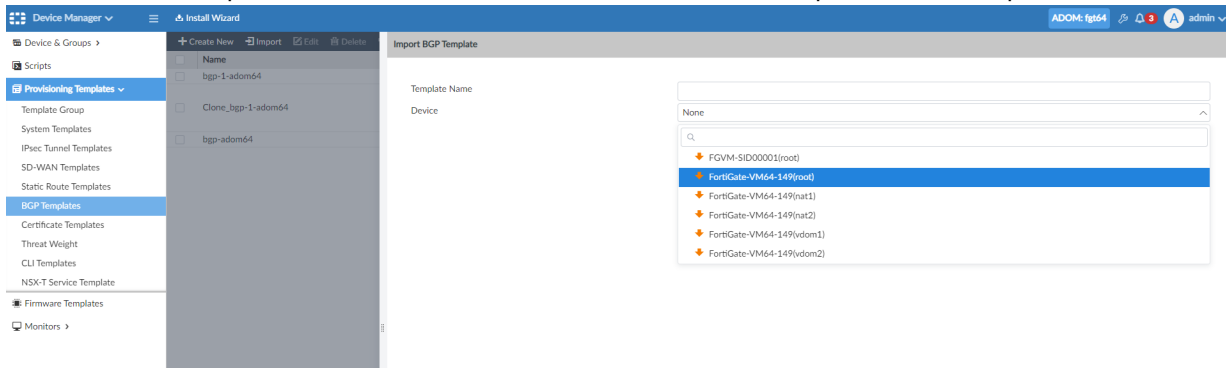 Device Manager
Install Wizard
ADOM: fgt64
3
A
admin
Device & Groups
Scripts
Provisioning Templates
Template Group
System Templates
IPsec Tunnel Templates
SD-WAN Templates
Static Route Templates
BGP Templates
Certificate Templates
Threat Weight
CLI Templates
NSX-T Service Template
Firmware Templates
Monitors
Create New Import Edit Delete
Name
bgp-1-adom64
Clone_bgp-1-adom64
bgp-adom64
Import BGP Template
Template Name
Device
None
FGVM-SID00001(root)
FortiGate-VM64-149(root)
FortiGate-VM64-149(nat1)
FortiGate-VM64-149(nat2)
FortiGate-VM64-149(vdom1)
FortiGate-VM64-149(vdom2)